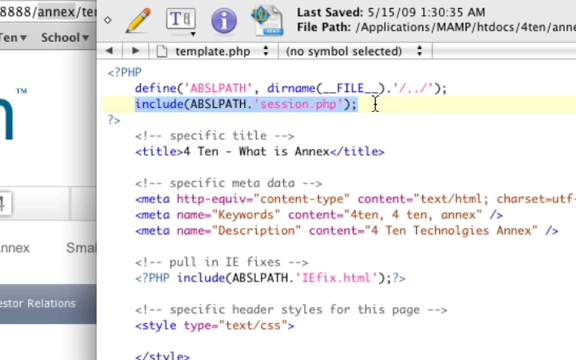 8888/annex/ten
Last Saved: 5/15/09 1:30:35 AM
File Path: /Applications/MAMP/htdocs/4ten/anne
Ten
School
template.php
(no symbol selected)
<?PHP
define('ABSLPATH', dirname(__FILE__).'/../');
include(ABSLPATH.'session.php');
?>
<!-- specific title -->
<title>4 Ten - What is Annex</title>
<!-- specific meta data -->
<meta http-equiv="content-type" content="text/html; charset=utf-
<meta name="Keywords" content="4ten, 4 ten, annex" />
<meta name="Description" content="4 Ten Technolgies Annex" />
nnex Smal
<!-- pull in IE fixes -->
<?PHP include(ABSLPATH.'IEfix.html');?>
estor Relations
<!-- specific header styles for this page -->
<style type="text/css">
</style>